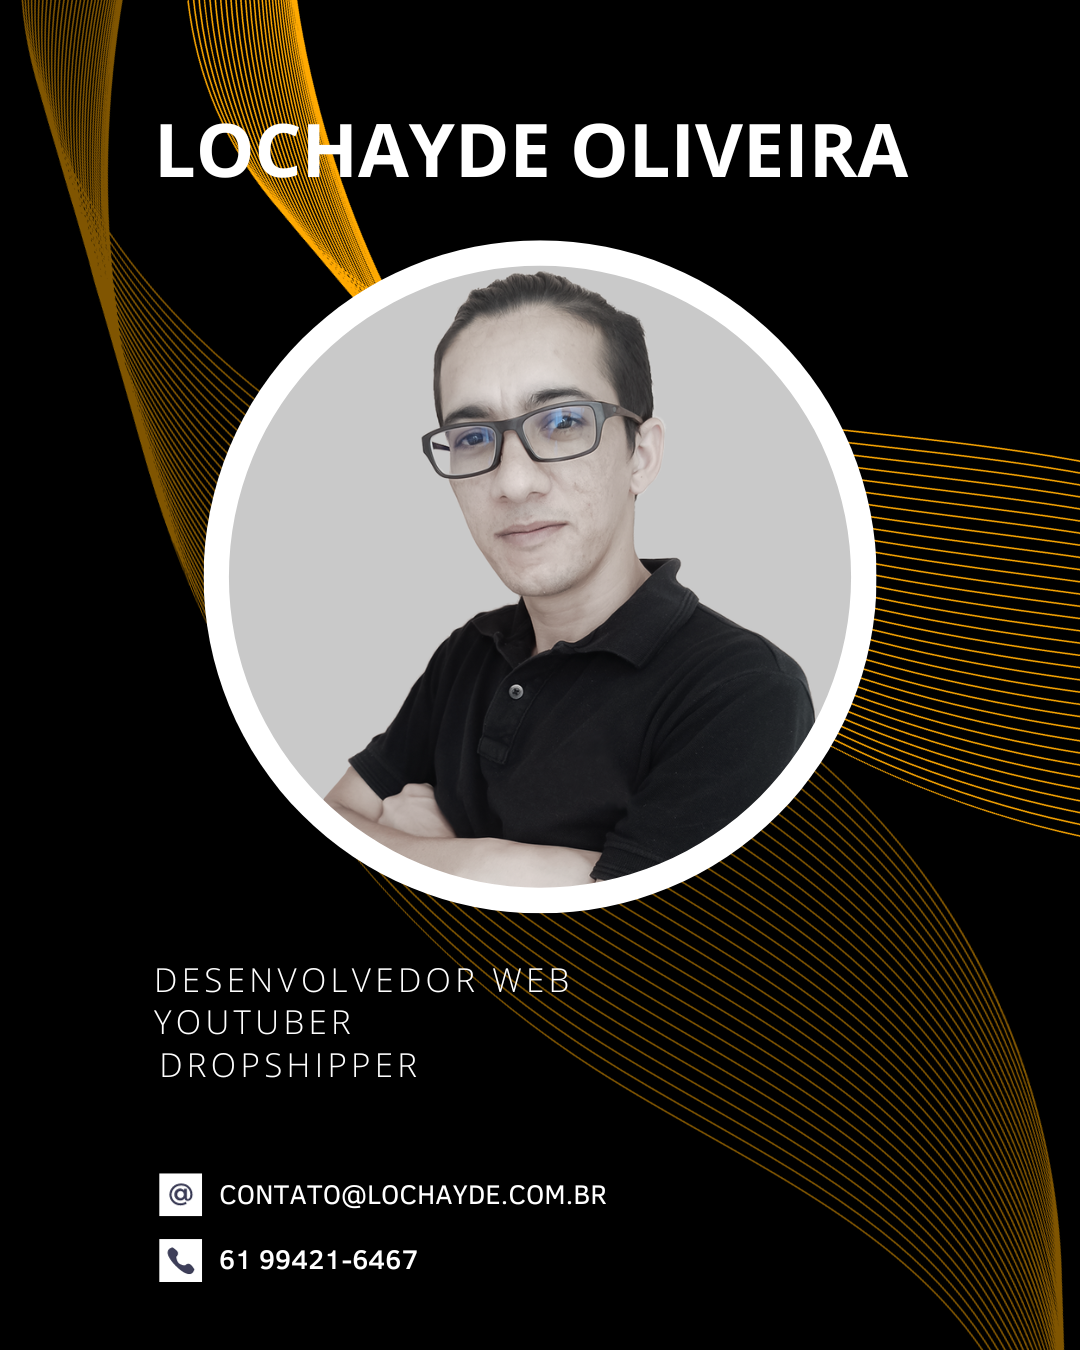 LOCHAYDE OLIVEIRA
DESENVOLVEDOR WEB
YOUTUBER
DROPSHIPPER
@ CONTATO@LOCHAYDE.COM.BR
61 99421-6467